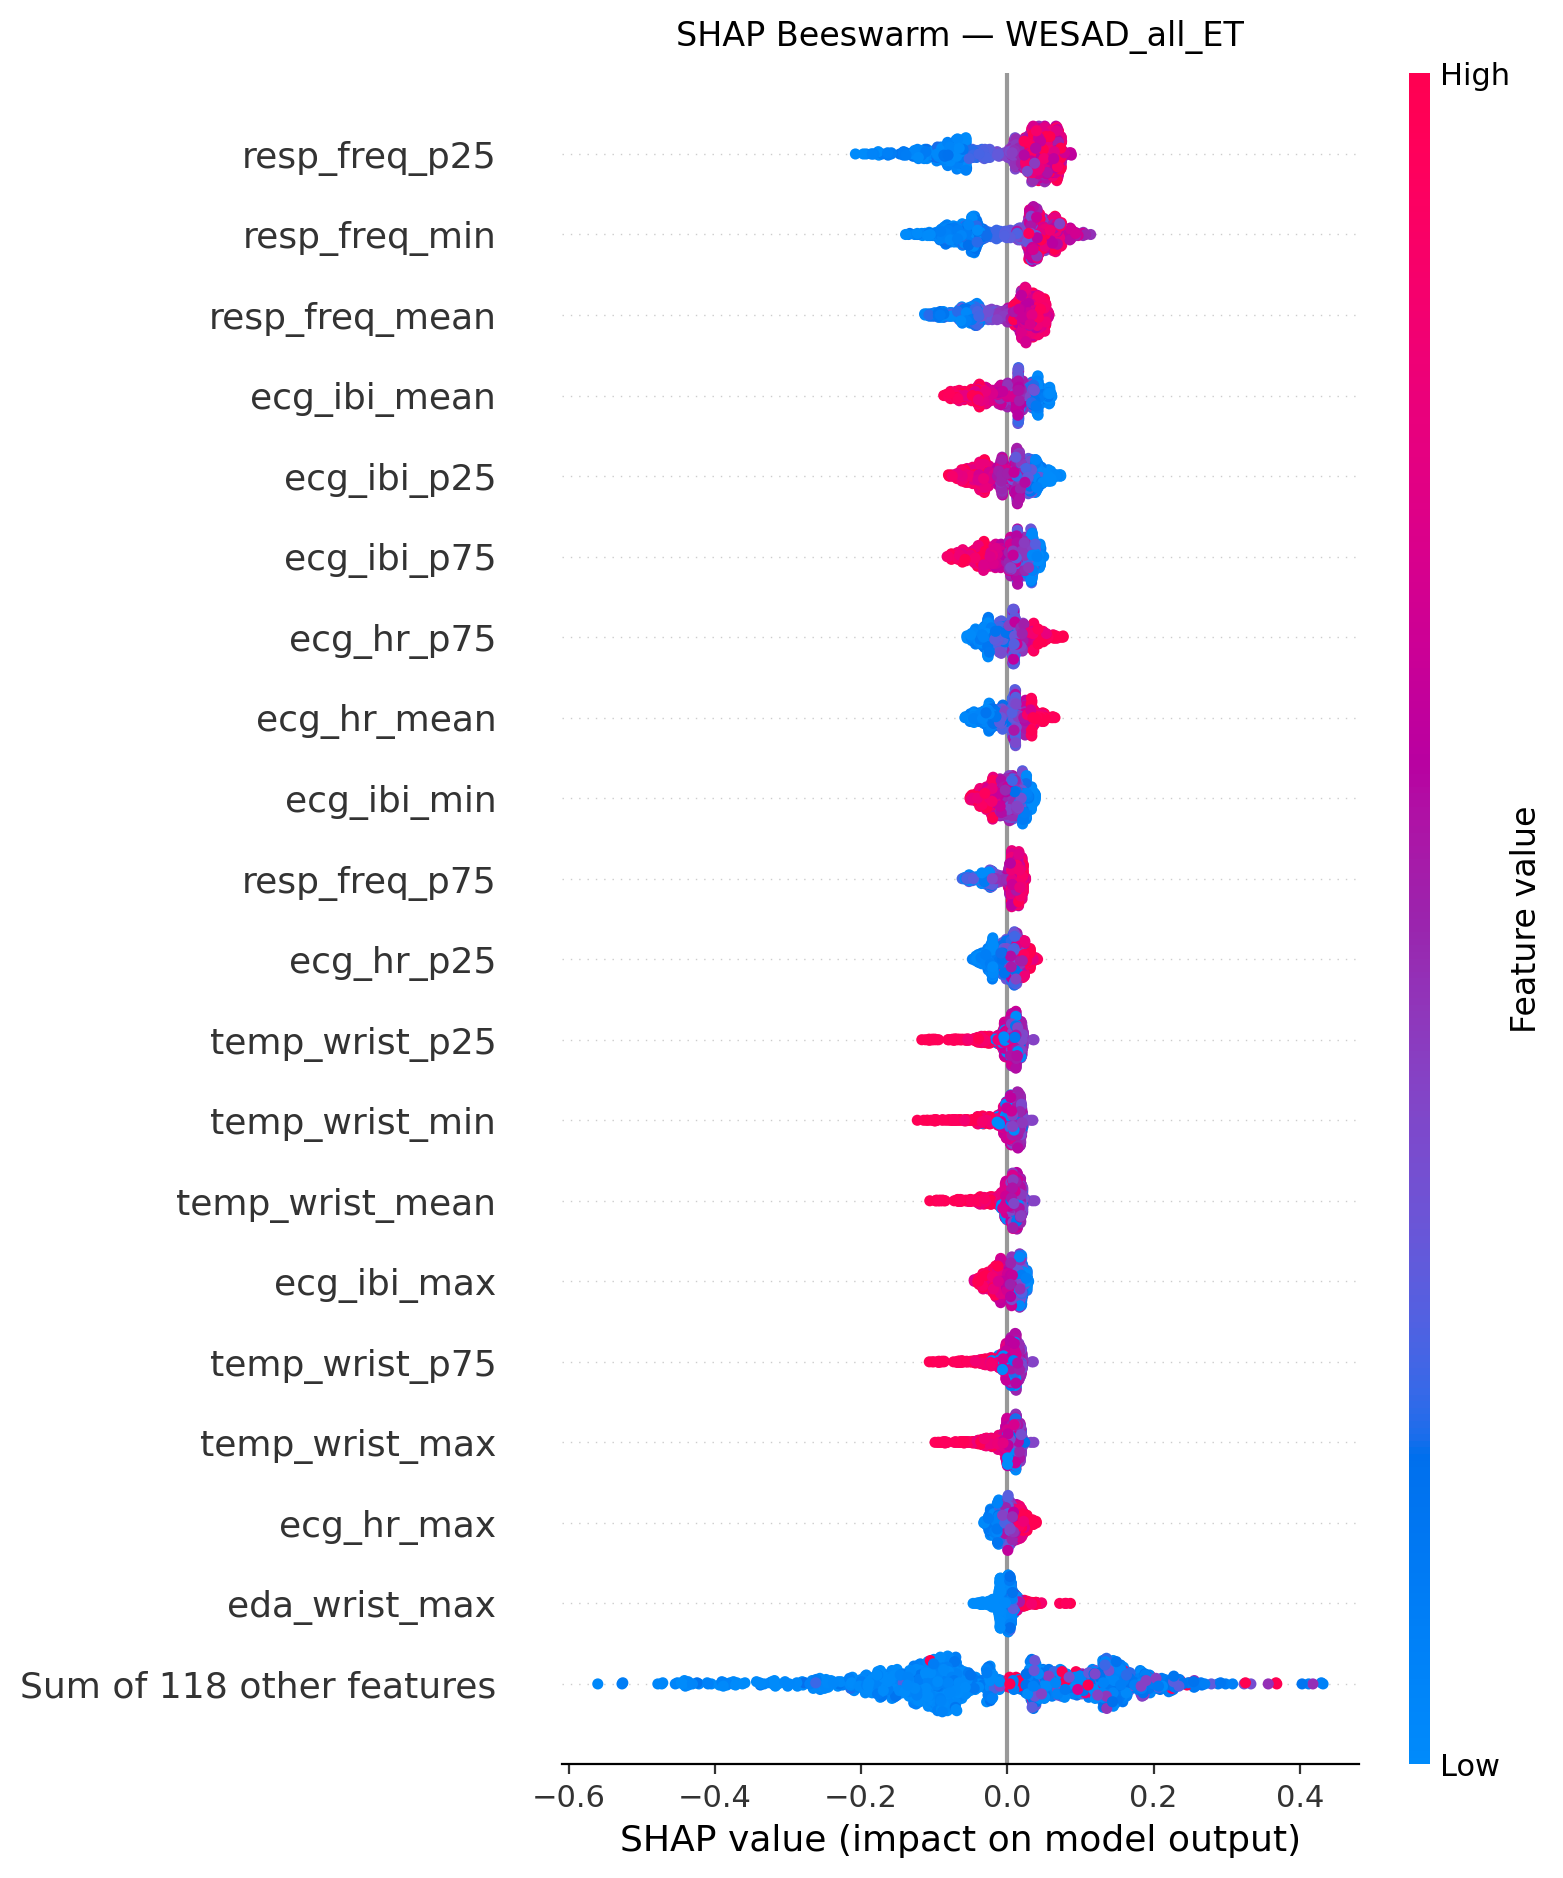 SHAP Beeswarm — WESAD_all_ET
High
resp_freq_p25
resp_freq_min
resp_freq_mean
ecg_ibi_mean
ecg_ibi_p25
ecg_ibi_p75
ecg_hr_p75
ecg_hr_mean
ecg_ibi_min
resp_freq_p75
ecg_hr_p25
temp_wrist_p25
temp_wrist_min
temp_wrist_mean
ecg_ibi_max
temp_wrist_p75
temp_wrist_max
ecg_hr_max
eda_wrist_max
Sum of 118 other features
Feature value
Low
−0.6 −0.4 −0.2 0.0 0.2 0.4
SHAP value (impact on model output)